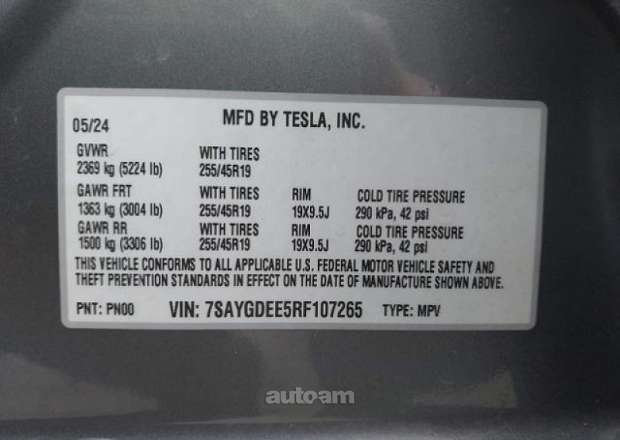 05/24 MFD BY TESLA, INC.
GVWR WITH TIRES
2369 kg (5224 lb) 255/45R19
GAWR FRT WITH TIRES RIM COLD TIRE PRESSURE
1363 kg (3004 lb) 255/45R19 19X9.5J 290 kPa, 42 psi
GAWR RR WITH TIRES RIM COLD TIRE PRESSURE
1500 kg (3306 lb) 255/45R19 19X9.5J 290 kPa, 42 psi
THIS VEHICLE CONFORMS TO ALL APPLICABLE U.S. FEDERAL MOTOR VEHICLE SAFETY AND
THEFT PREVENTION STANDARDS IN EFFECT ON THE DATE OF MANUFACTURE SHOWN ABOVE.
PNT: PN00 VIN: 7SAYGDEE5RF107265 TYPE: MPV
autoam